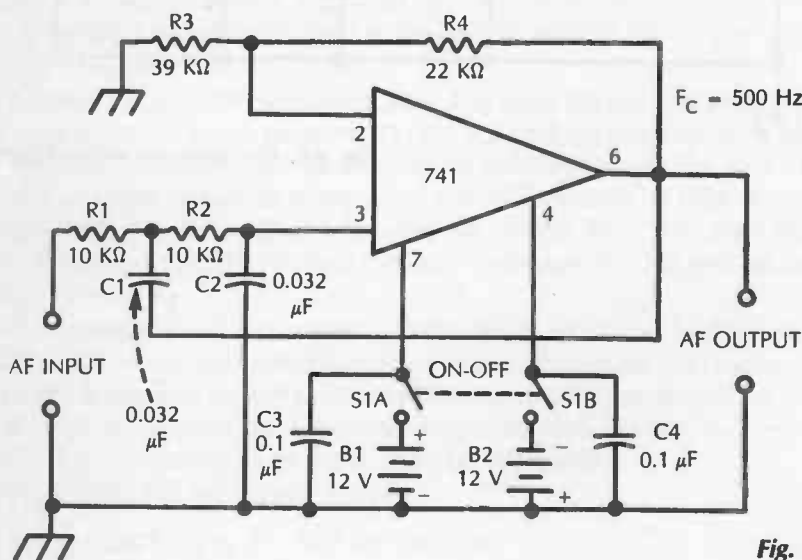 R3
39 KΩ
R4
22 KΩ
F_C = 500 Hz
2
741
6
3
4
7
R1
10 KΩ
R2
10 KΩ
C1
C2
0.032
μF
AF INPUT
0.032
μF
ON-OFF
S1A
S1B
AF OUTPUT
C3
0.1
μF
B1
12 V
+
−
B2
12 V
−
+
C4
0.1 μF
Fig.